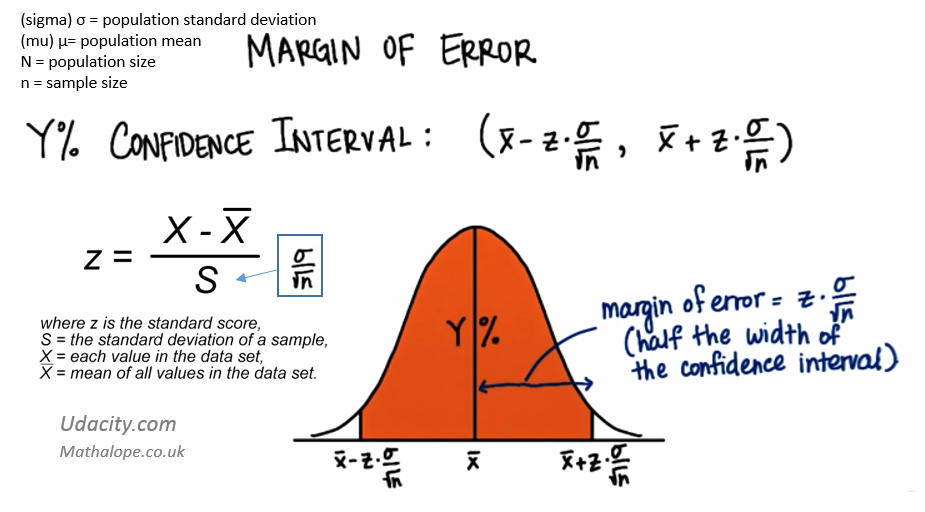 (sigma) σ = population standard deviation
(mu) µ= population mean
N = population size
n = sample size
MARGIN OF ERROR
Y% CONFIDENCE INTERVAL: (x̄ - z·σ/√n , x̄ + z·σ/√n)
z = (X - X̄)/S
σ/√n
where z is the standard score,
S = the standard deviation of a sample,
X = each value in the data set,
X̄ = mean of all values in the data set.
Y%
margin of error = z·σ/√n
(half the width of
the confidence interval)
Udacity.com
Mathalope.co.uk
x̄-z·σ/√n
x̄
x̄+z·σ/√n